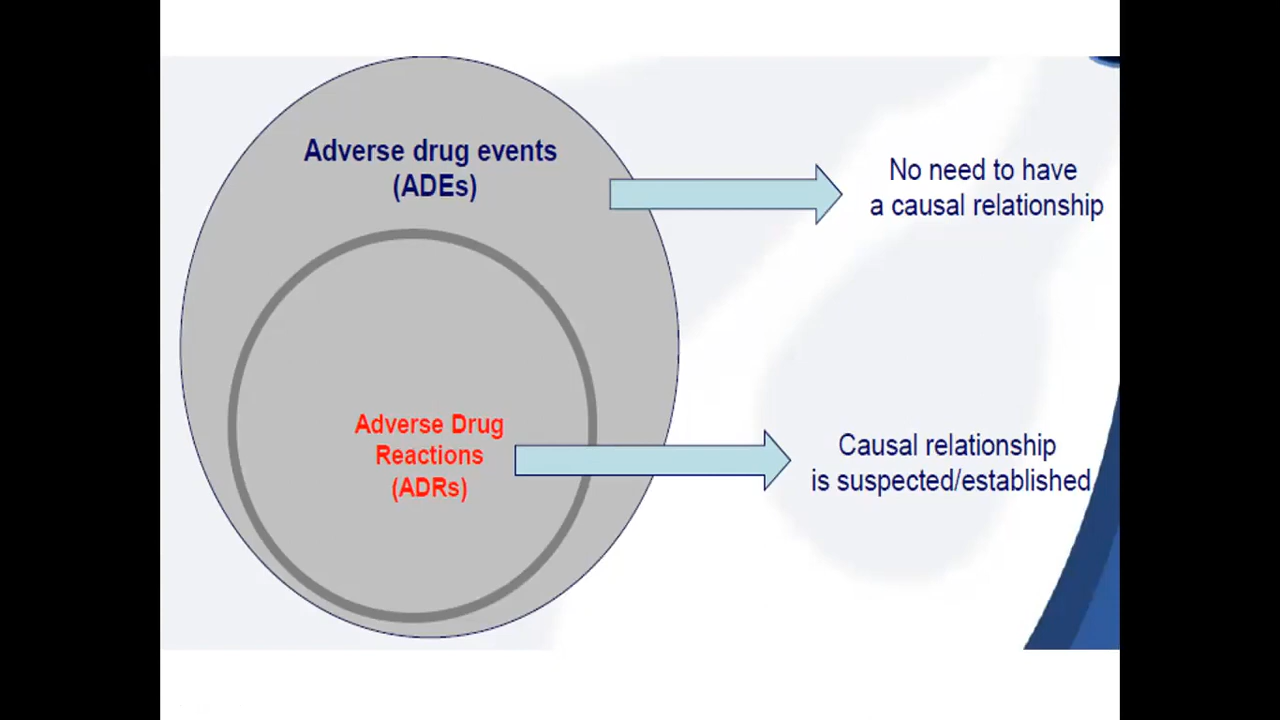 Adverse drug events
(ADEs)
No need to have
a causal relationship
Adverse Drug
Reactions
(ADRs)
Causal relationship
is suspected/established